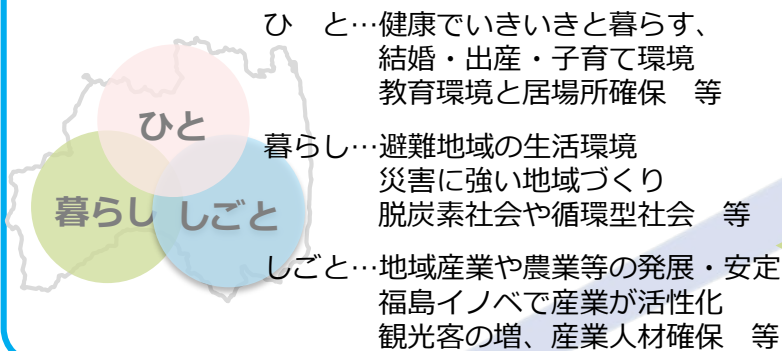 ひ　と…健康でいきいきと暮らす、
結婚・出産・子育て環境
教育環境と居場所確保　等
暮らし…避難地域の生活環境
災害に強い地域づくり
脱炭素社会や循環型社会　等
しごと…地域産業や農業等の発展・安定
福島イノベで産業が活性化
観光客の増、産業人材確保　等
ひと
暮らし
しごと